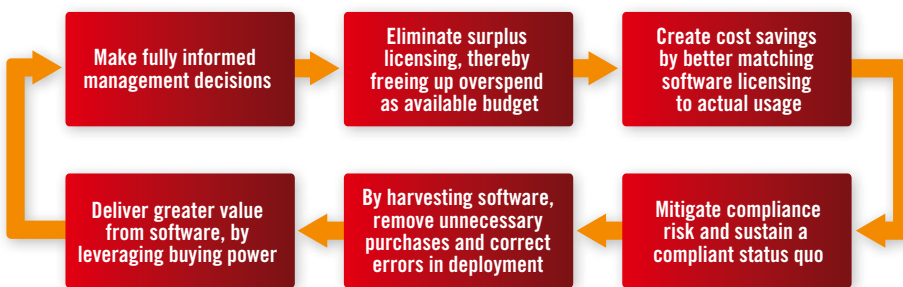 Make fully informed
management decisions
Eliminate surplus
licensing, thereby
freeing up overspend
as available budget
Create cost savings
by better matching
software licensing
to actual usage
Deliver greater value
from software, by
leveraging buying power
By harvesting software,
remove unnecessary
purchases and correct
errors in deployment
Mitigate compliance
risk and sustain a
compliant status quo